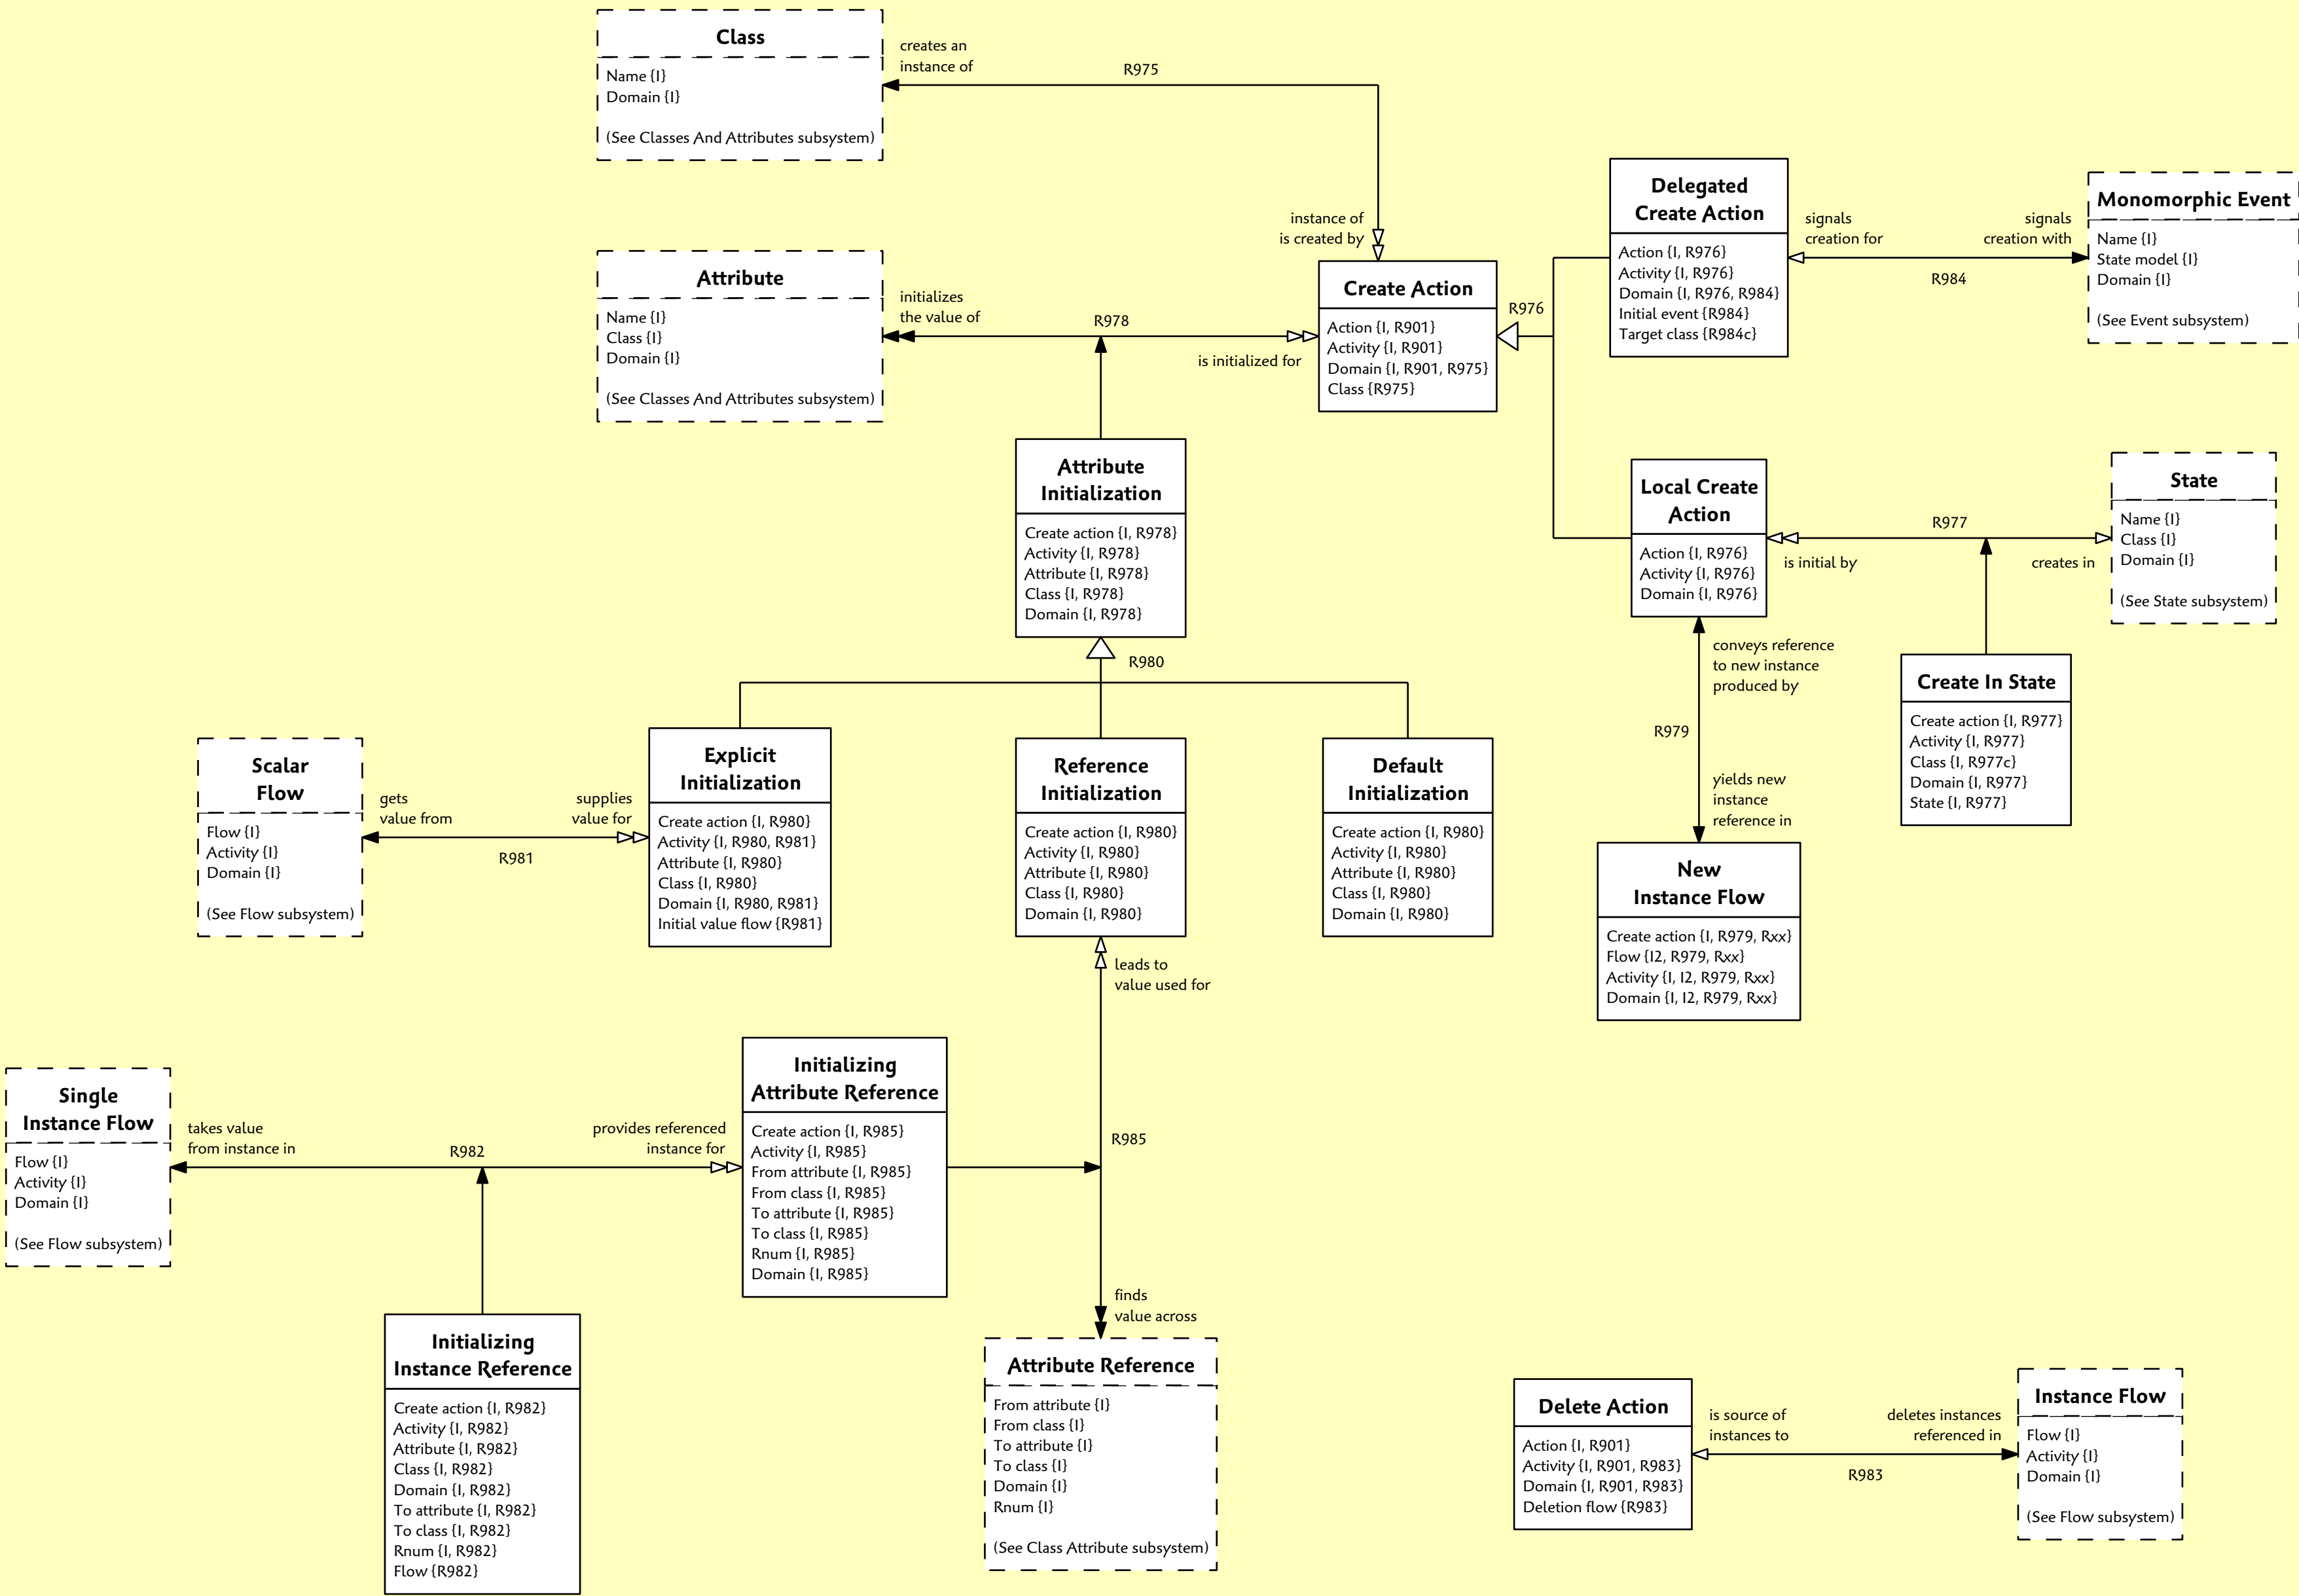 Class
Name {I}
Domain {I}
(See Classes And Attributes subsystem)
creates an
instance of
R975
instance of
is created by
Attribute
Name {I}
Class {I}
Domain {I}
(See Classes And Attributes subsystem)
initializes
the value of
R978
is initialized for
Create Action
Action {I, R901}
Activity {I, R901}
Domain {I, R901, R975}
Class {R975}
R976
Delegated
Create Action
Action {I, R976}
Activity {I, R976}
Domain {I, R976, R984}
Initial event {R984}
Target class {R984c}
signals
creation for
signals
creation with
R984
Monomorphic Event
Name {I}
State model {I}
Domain {I}
(See Event subsystem)
Attribute
Initialization
Create action {I, R978}
Activity {I, R978}
Attribute {I, R978}
Class {I, R978}
Domain {I, R978}
R980
Local Create
Action
Action {I, R976}
Activity {I, R976}
Domain {I, R976}
R977
is initial by
creates in
State
Name {I}
Class {I}
Domain {I}
(See State subsystem)
conveys reference
to new instance
produced by
R979
yields new
instance
reference in
Create In State
Create action {I, R977}
Activity {I, R977}
Class {I, R977c}
Domain {I, R977}
State {I, R977}
Scalar
Flow
Flow {I}
Activity {I}
Domain {I}
(See Flow subsystem)
gets
value from
supplies
value for
R981
Explicit
Initialization
Create action {I, R980}
Activity {I, R980, R981}
Attribute {I, R980}
Class {I, R980}
Domain {I, R980, R981}
Initial value flow {R981}
Reference
Initialization
Create action {I, R980}
Activity {I, R980}
Attribute {I, R980}
Class {I, R980}
Domain {I, R980}
Default
Initialization
Create action {I, R980}
Activity {I, R980}
Attribute {I, R980}
Class {I, R980}
Domain {I, R980}
New
Instance Flow
Create action {I, R979, Rxx}
Flow {I2, R979, Rxx}
Activity {I, I2, R979, Rxx}
Domain {I, I2, R979, Rxx}
leads to
value used for
R985
finds
value across
Single
Instance Flow
Flow {I}
Activity {I}
Domain {I}
(See Flow subsystem)
takes value
from instance in
R982
provides referenced
instance for
Initializing
Attribute Reference
Create action {I, R985}
Activity {I, R985}
From attribute {I, R985}
From class {I, R985}
To attribute {I, R985}
To class {I, R985}
Rnum {I, R985}
Domain {I, R985}
Initializing
Instance Reference
Create action {I, R982}
Activity {I, R982}
Attribute {I, R982}
Class {I, R982}
Domain {I, R982}
To attribute {I, R982}
To class {I, R982}
Rnum {I, R982}
Flow {R982}
Attribute Reference
From attribute {I}
From class {I}
To attribute {I}
To class {I}
Domain {I}
Rnum {I}
(See Class Attribute subsystem)
Delete Action
Action {I, R901}
Activity {I, R901, R983}
Domain {I, R901, R983}
Deletion flow {R983}
is source of
instances to
deletes instances
referenced in
R983
Instance Flow
Flow {I}
Activity {I}
Domain {I}
(See Flow subsystem)